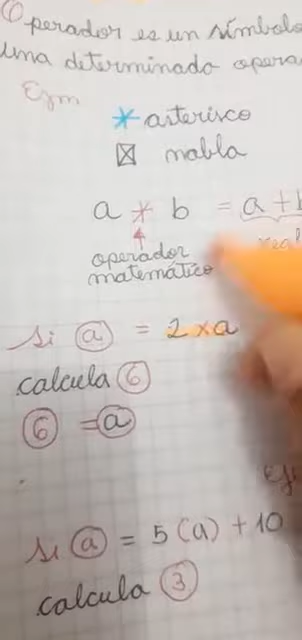 Operador es un símbolo
una determinado opera
Ejm
* asterisco
⊠ nabla
a * b = a + b
operador
matemático
si ⓐ = 2 x a
calcula ⑥
⑥ = ⓐ
si ⓐ = 5 (a) + 10
calcula ③